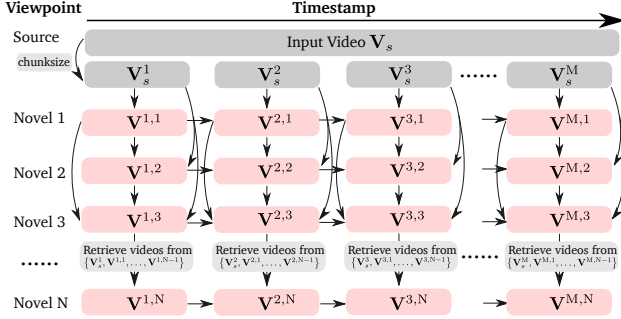 Viewpoint Timestamp
Source Input Video V_s
chunksize
V_s^1 V_s^2 V_s^3 ...... V_s^M
Novel 1 V^{1,1} V^{2,1} V^{3,1} V^{M,1}
Novel 2 V^{1,2} V^{2,2} V^{3,2} V^{M,2}
Novel 3 V^{1,3} V^{2,3} V^{3,3} V^{M,3}
Retrieve videos from Retrieve videos from Retrieve videos from Retrieve videos from
...... {V_s^1, V^{1,1}, ..., V^{1,N-1}} {V_s^2, V^{2,1}, ..., V^{2,N-1}} {V_s^3, V^{3,1}, ..., V^{3,N-1}} ...... {V_s^M, V^{M,1}, ..., V^{M,N-1}}
Novel N V^{1,N} V^{2,N} V^{3,N} V^{M,N}